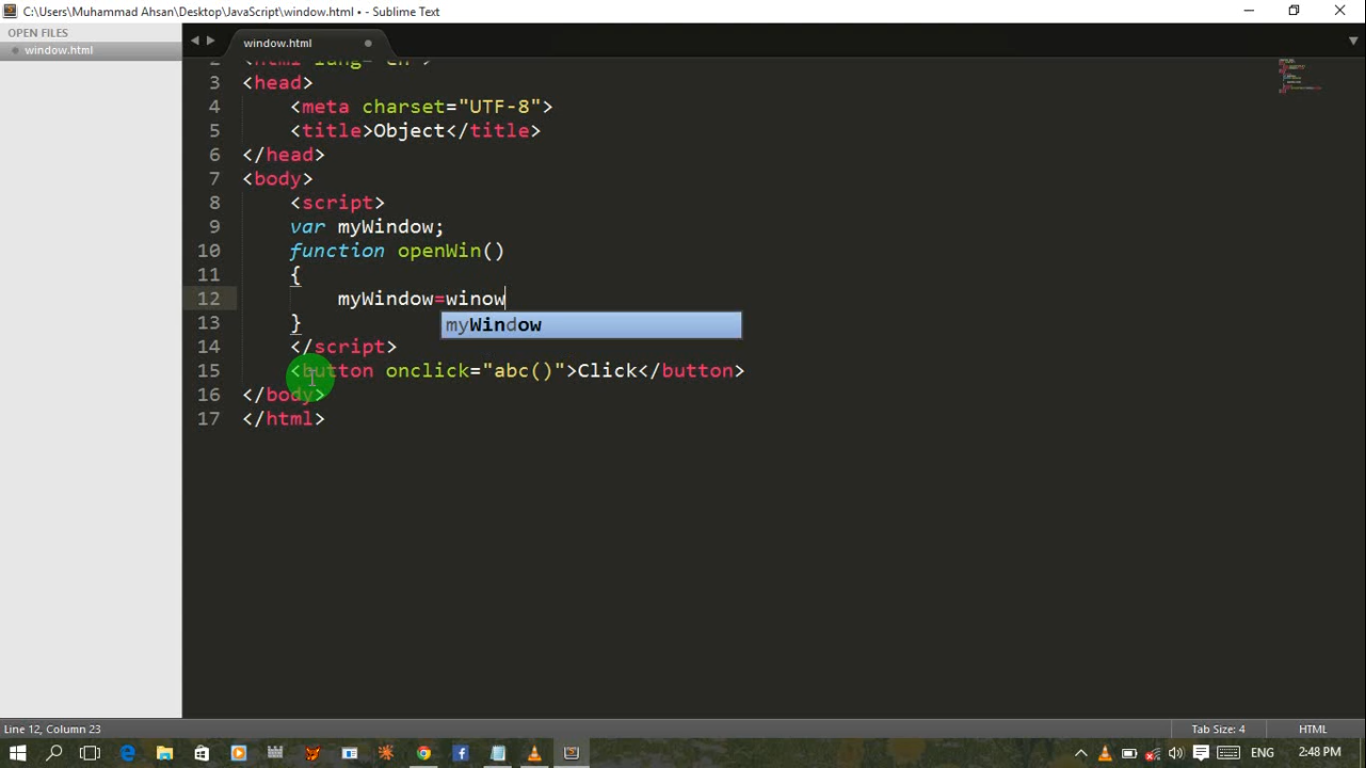 C:\Users\Muhammad Ahsan\Desktop\JavaScript\window.html • - Sublime Text
OPEN FILES
window.html
window.html
3 <head>
4 <meta charset="UTF-8">
5 <title>Object</title>
6 </head>
7 <body>
8 <script>
9 var myWindow;
10 function openWin()
11 {
12 myWindow=winow
myWindow
13 }
14 </script>
15 <button onclick="abc()">Click</button>
16 </body>
17 </html>
Line 12, Column 23
Tab Size: 4
HTML
ENG
2:48 PM